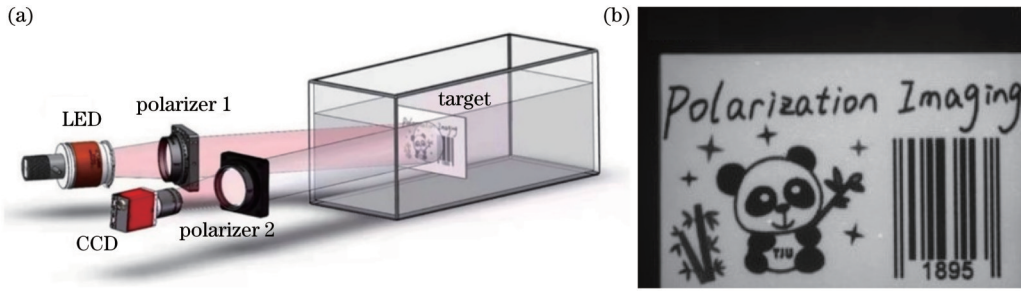 (a)
LED
polarizer 1
target
CCD
polarizer 2
(b)
Polarization Imaging
TJU
1895